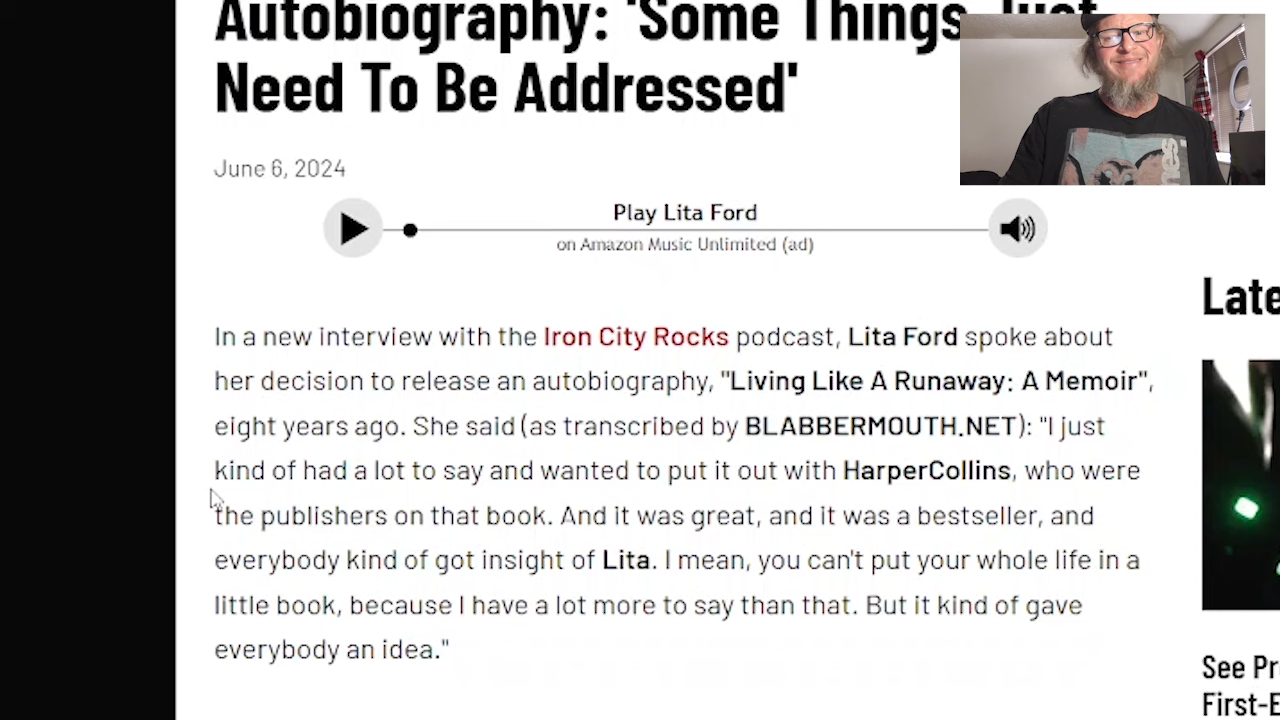 Autobiography: 'Some Things Just
Need To Be Addressed'
June 6, 2024
Play Lita Ford
on Amazon Music Unlimited (ad)
In a new interview with the Iron City Rocks podcast, Lita Ford spoke about
her decision to release an autobiography, "Living Like A Runaway: A Memoir",
eight years ago. She said (as transcribed by BLABBERMOUTH.NET): "I just
kind of had a lot to say and wanted to put it out with HarperCollins, who were
the publishers on that book. And it was great, and it was a bestseller, and
everybody kind of got insight of Lita. I mean, you can't put your whole life in a
little book, because I have a lot more to say than that. But it kind of gave
everybody an idea."
Late
See Pr
First-E